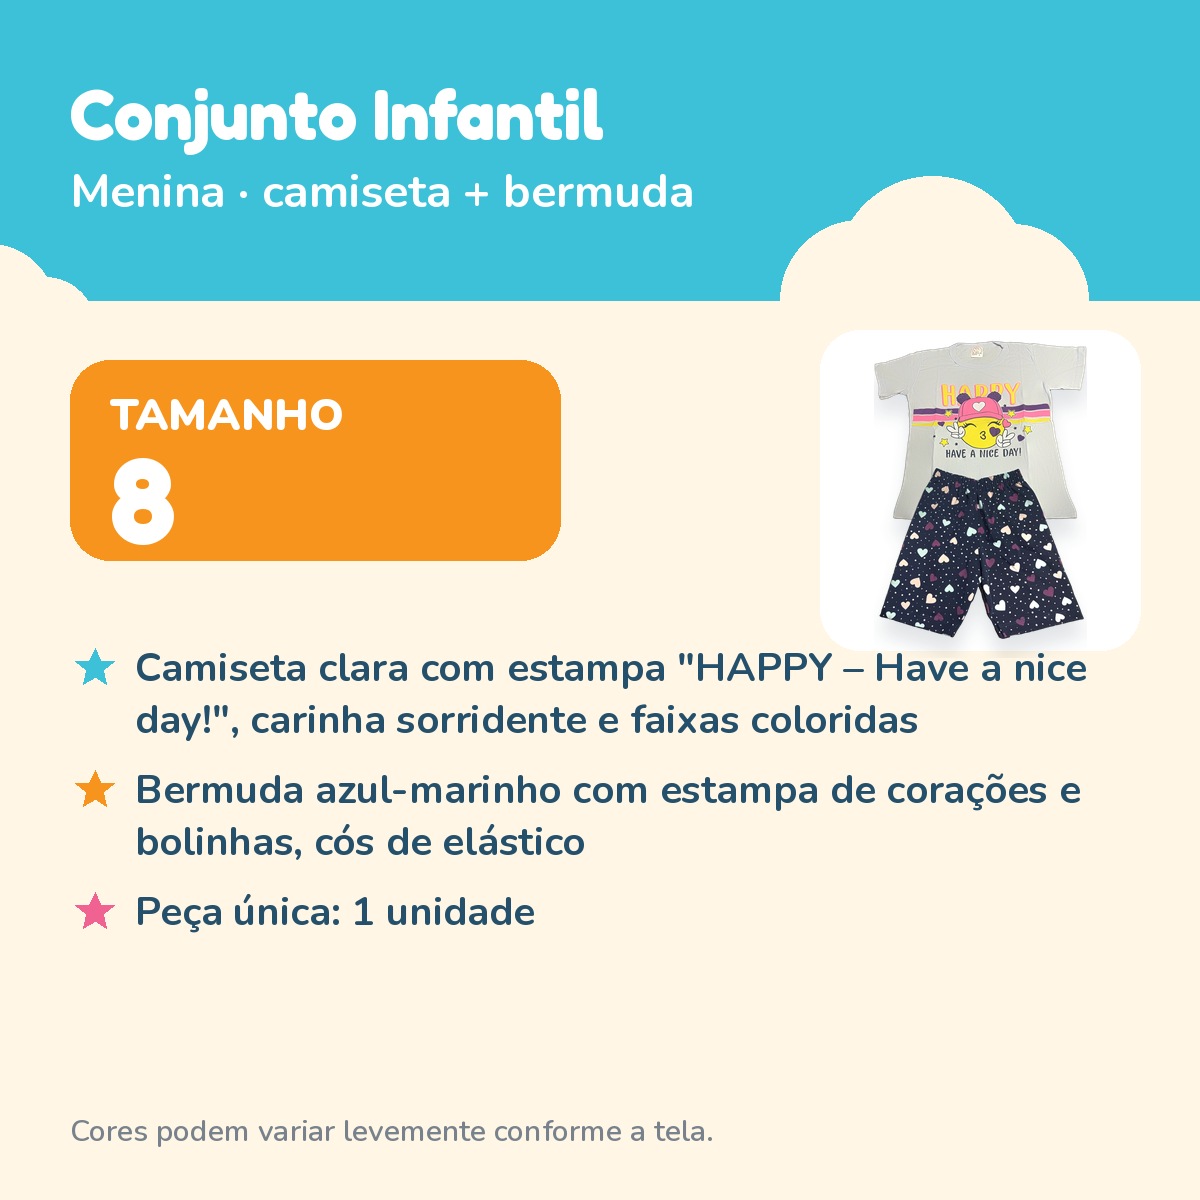 Conjunto Infantil
Menina · camiseta + bermuda
TAMANHO
8
HAPPY
HAVE A NICE DAY!
Camiseta clara com estampa "HAPPY – Have a nice
day!", carinha sorridente e faixas coloridas
Bermuda azul-marinho com estampa de corações e
bolinhas, cós de elástico
Peça única: 1 unidade
Cores podem variar levemente conforme a tela.